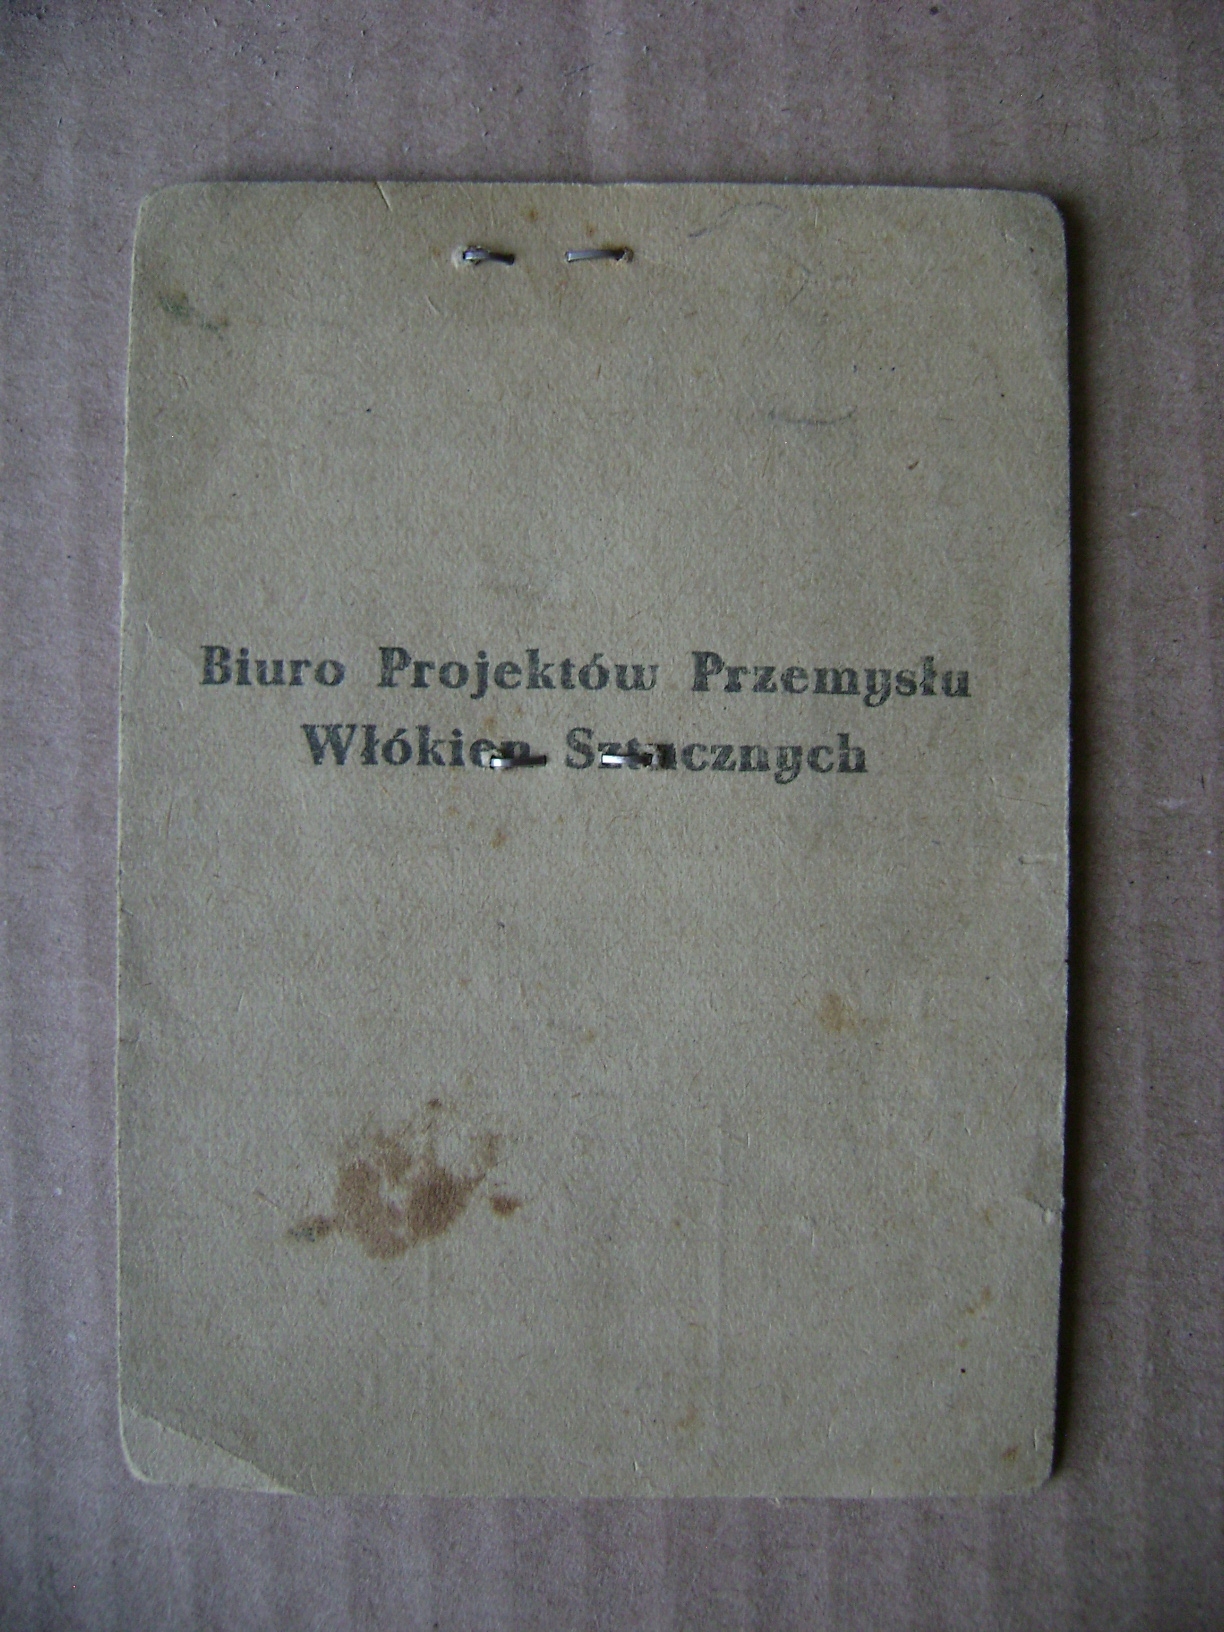 Biuro Projektów Przemysłu
Włókien Sztucznych